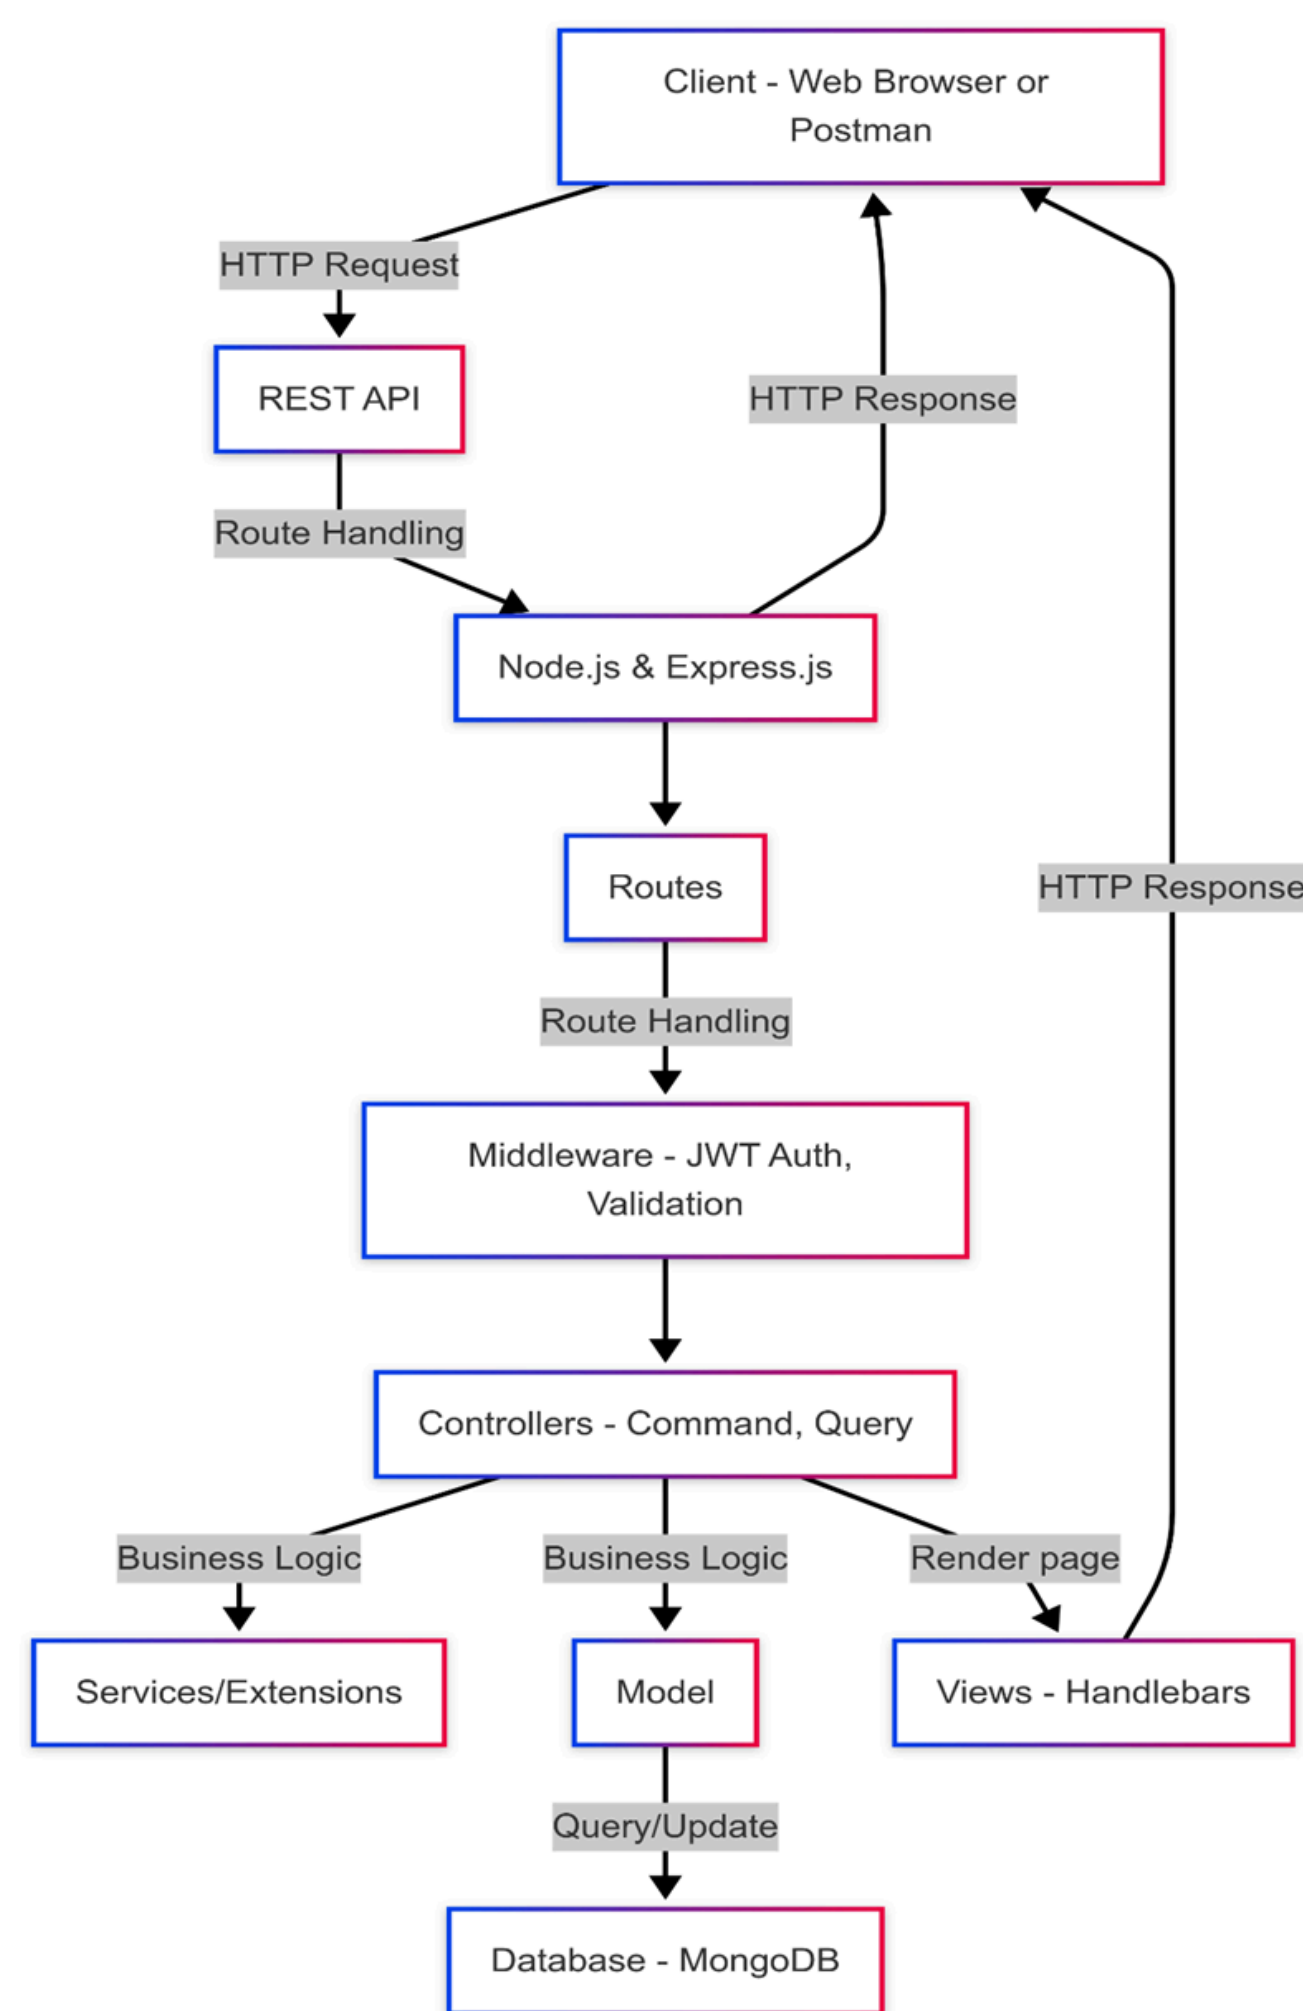 Client - Web Browser or
Postman
HTTP Request
REST API
HTTP Response
Route Handling
Node.js & Express.js
Routes
HTTP Response
Route Handling
Middleware - JWT Auth,
Validation
Controllers - Command, Query
Business Logic
Business Logic
Render page
Services/Extensions
Model
Views - Handlebars
Query/Update
Database - MongoDB